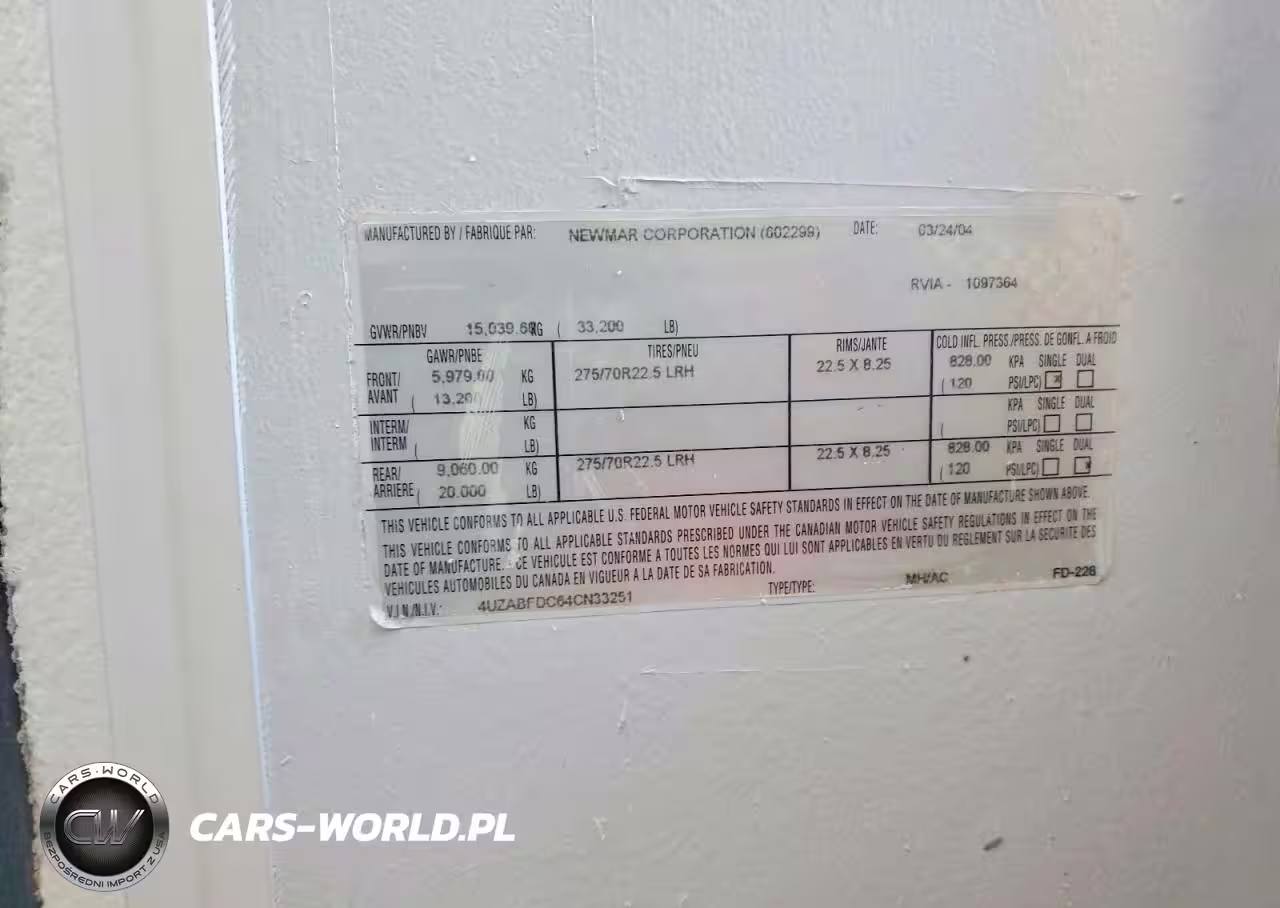 MANUFACTURED BY / FABRIQUE PAR: NEWMAR CORPORATION (602299) DATE: 03/24/04
RVIA - 1097364
GVWR/PNBV 15,039.60KG ( 33,200 LB)
GAWR/PNBE TIRES/PNEU RIMS/JANTE COLD INFL. PRESS./PRESS. DE GONFL. A FROID
FRONT/ 5,979.00 KG 275/70R22.5 LRH 22.5 X 8.25 828.00 KPA SINGLE DUAL
AVANT ( 13,200 LB) ( 120 PSI/LPC)
INTERM/ KG KPA SINGLE DUAL
INTERM ( LB) ( PSI/LPC)
REAR/ 9,060.00 KG 275/70R22.5 LRH 22.5 X 8.25 828.00 KPA SINGLE DUAL
ARRIERE ( 20,000 LB) ( 120 PSI/LPC)
THIS VEHICLE CONFORMS TO ALL APPLICABLE U.S. FEDERAL MOTOR VEHICLE SAFETY STANDARDS IN EFFECT ON THE DATE OF MANUFACTURE SHOWN ABOVE.
THIS VEHICLE CONFORMS TO ALL APPLICABLE STANDARDS PRESCRIBED UNDER THE CANADIAN MOTOR VEHICLE SAFETY REGULATIONS IN EFFECT ON THE
DATE OF MANUFACTURE. CE VEHICULE EST CONFORME A TOUTES LES NORMES QUI LUI SONT APPLICABLES EN VERTU DU REGLEMENT SUR LA SECURITE DES
VEHICULES AUTOMOBILES DU CANADA EN VIGUEUR A LA DATE DE SA FABRICATION.
V.I.N./N.I.V.: 4UZABFDC64CN33251 TYPE/TYPE: MH/AC FD-228
CARS-WORLD
CW
BEZPOŚREDNI IMPORT Z USA
CARS-WORLD.PL